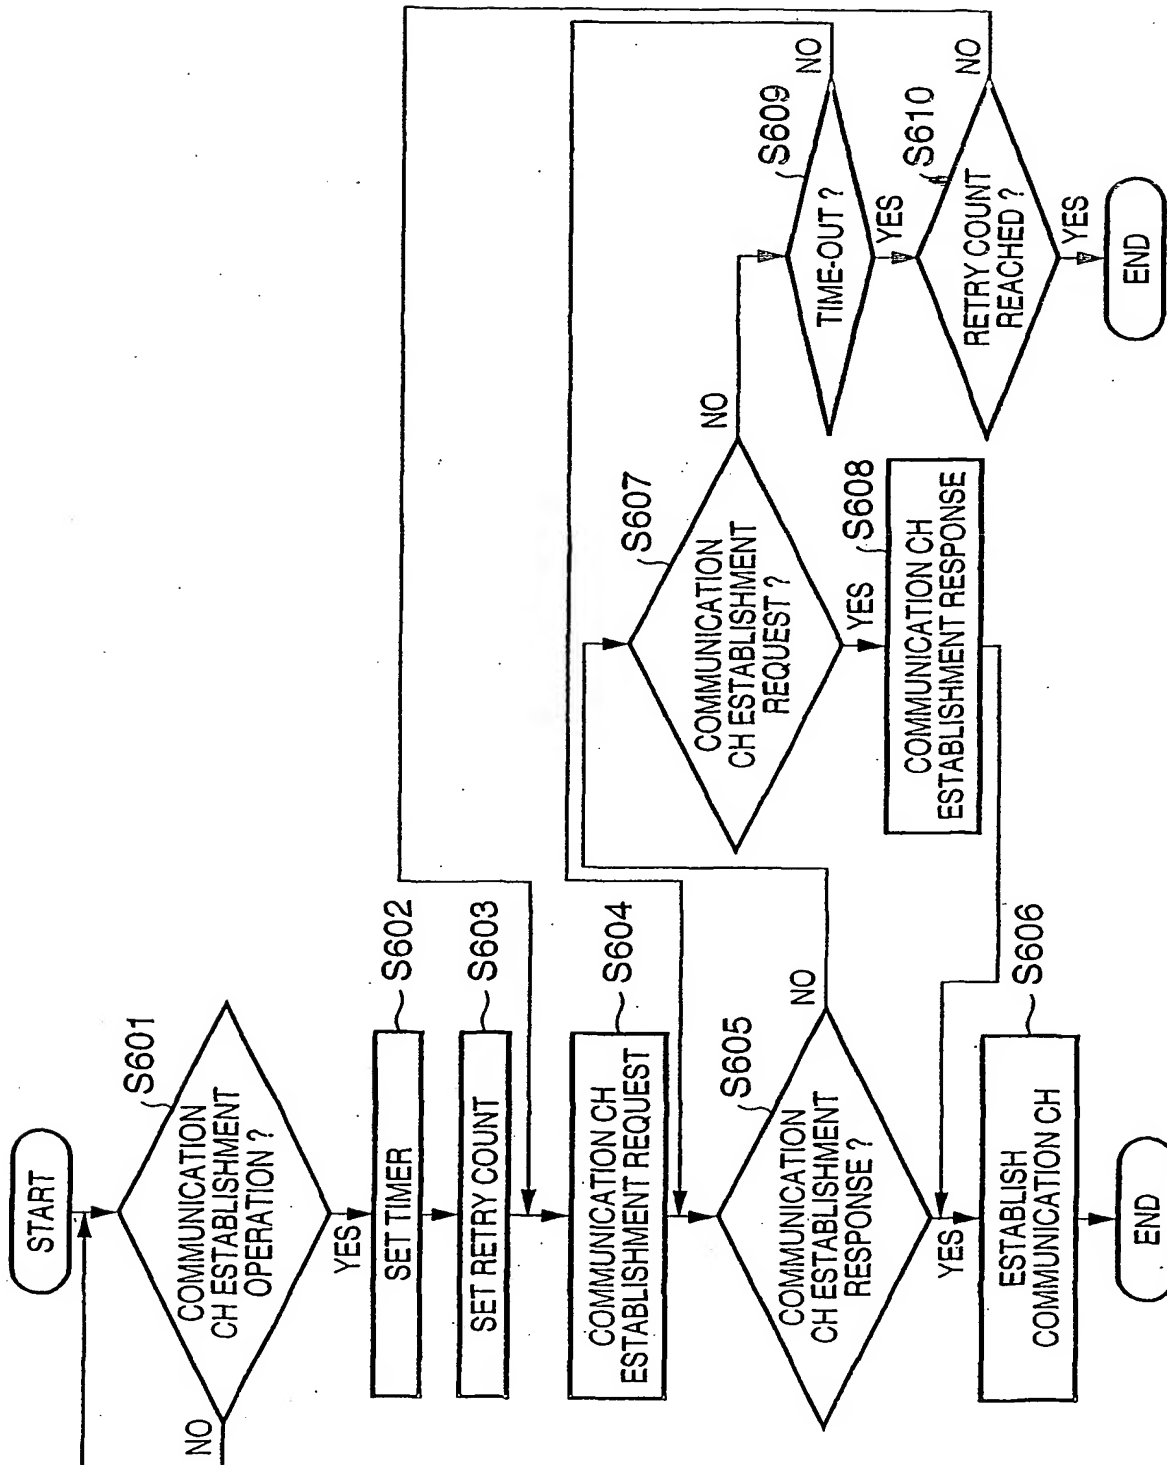 START
S601
COMMUNICATION
CH ESTABLISHMENT
OPERATION ?
NO
YES
S602
SET TIMER
S603
SET RETRY COUNT
S604
COMMUNICATION CH
ESTABLISHMENT REQUEST
S605
COMMUNICATION
CH ESTABLISHMENT
RESPONSE ?
NO
YES
S606
ESTABLISH
COMMUNICATION CH
END
S607
COMMUNICATION
CH ESTABLISHMENT
REQUEST ?
NO
YES
S608
COMMUNICATION CH
ESTABLISHMENT RESPONSE
S609
TIME-OUT ?
NO
YES
S610
RETRY COUNT
REACHED ?
NO
YES
END